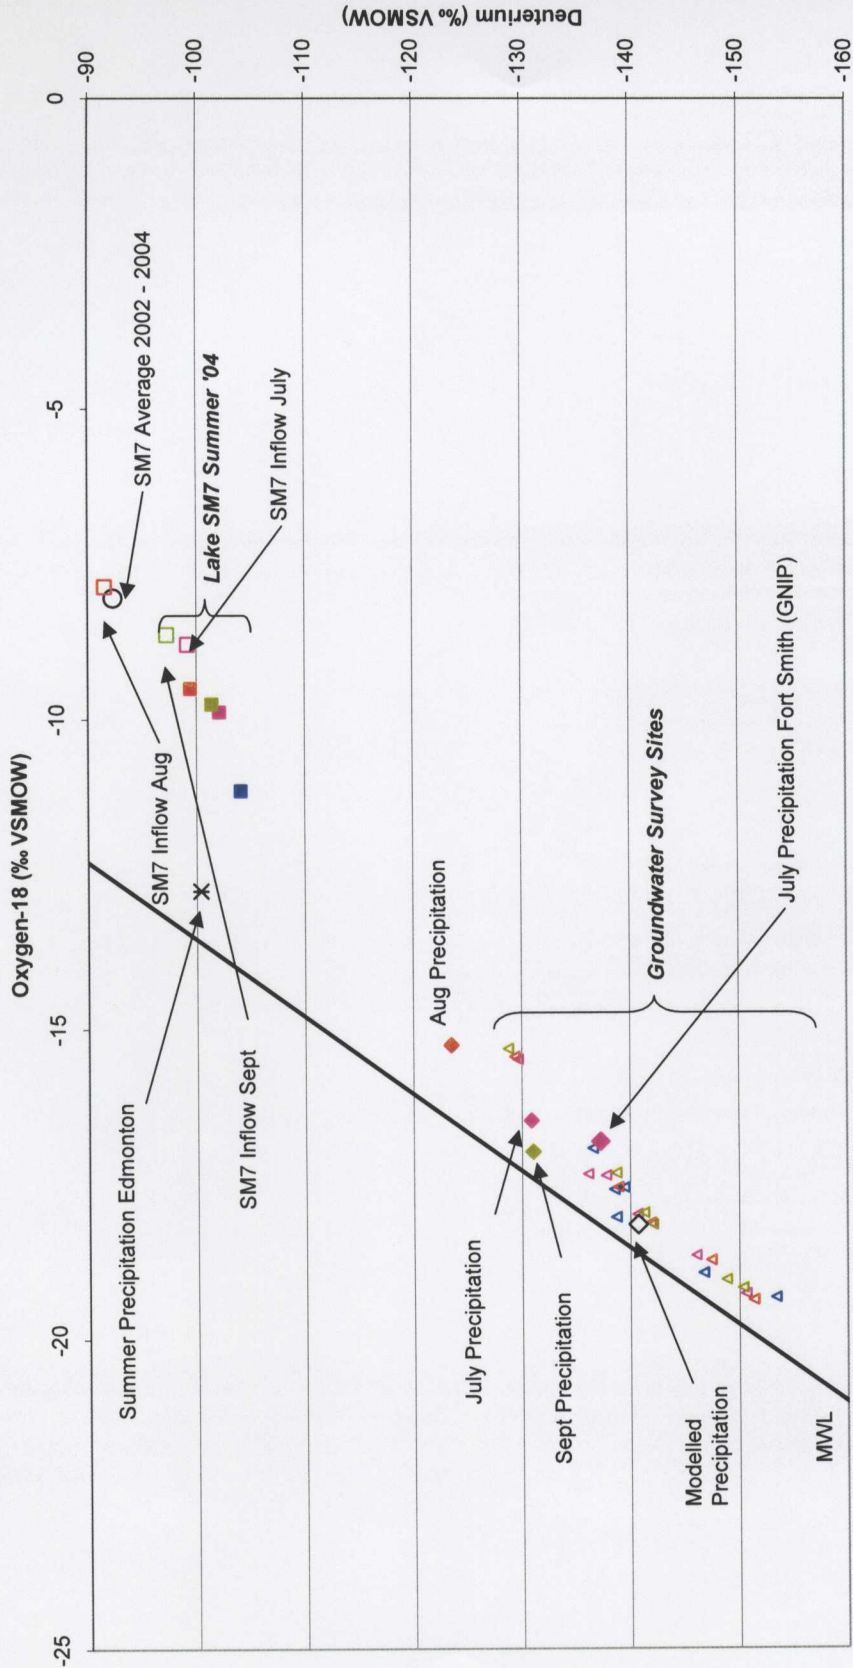 Oxygen-18 (‰ VSMOW)
-25
-20
-15
-10
-5
0
-90
-100
-110
-120
-130
-140
-150
-160
Deuterium (‰ VSMOW)
SM7 Average 2002 - 2004
SM7 Inflow Aug
Lake SM7 Summer '04
SM7 Inflow July
Summer Precipitation Edmonton
SM7 Inflow Sept
Aug Precipitation
July Precipitation
Sept Precipitation
Groundwater Survey Sites
July Precipitation Fort Smith (GNIP)
Modelled
Precipitation
MWL